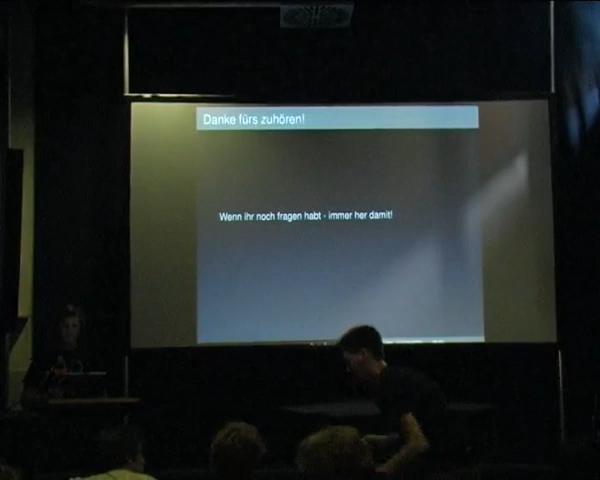 Danke fürs zuhören!
Wenn ihr noch fragen habt - immer her damit!